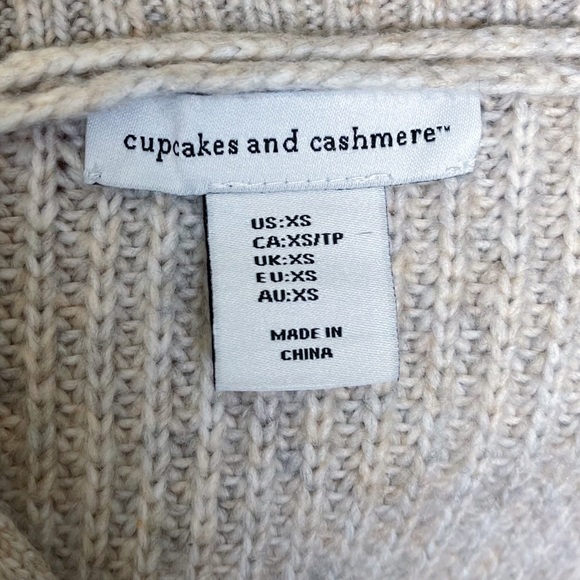 cupcakes and cashmere™
US:XS
CA:XS/TP
UK:XS
EU:XS
AU:XS
MADE IN
CHINA